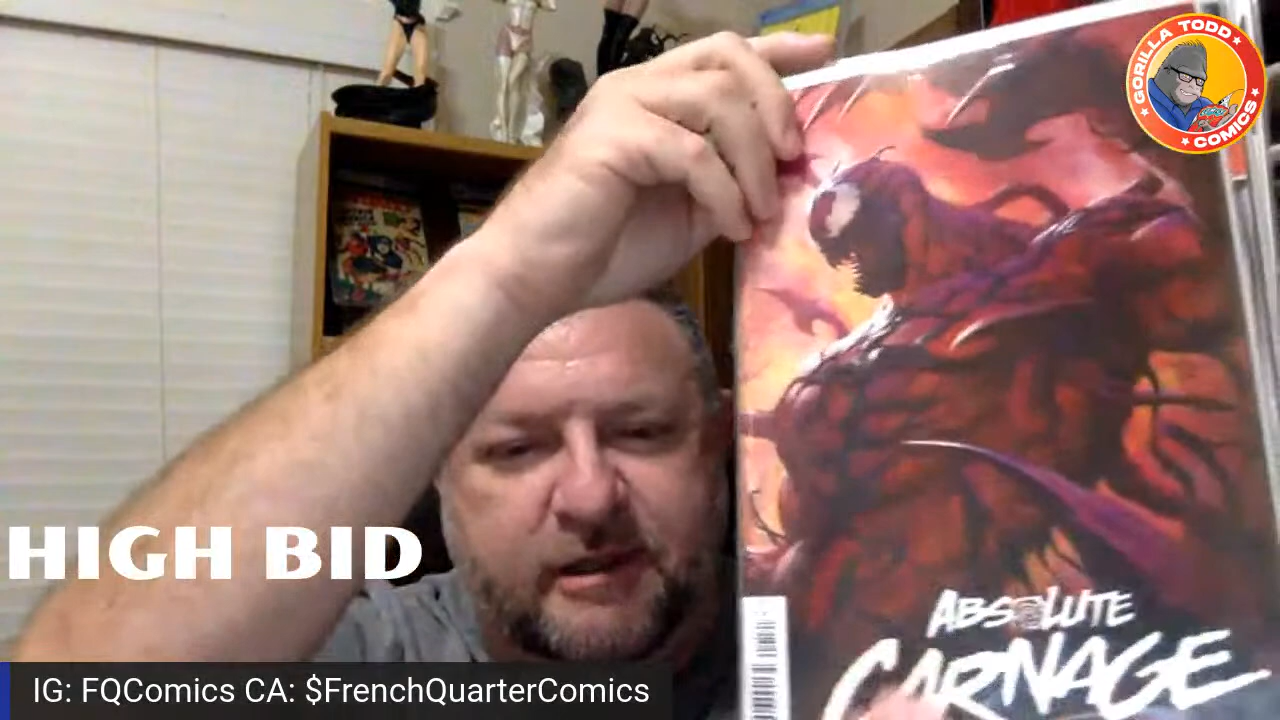 GORILLA TODD
COMICS
HIGH BID
ABSOLUTE
CARNAGE
IG: FQComics CA: $FrenchQuarterComics